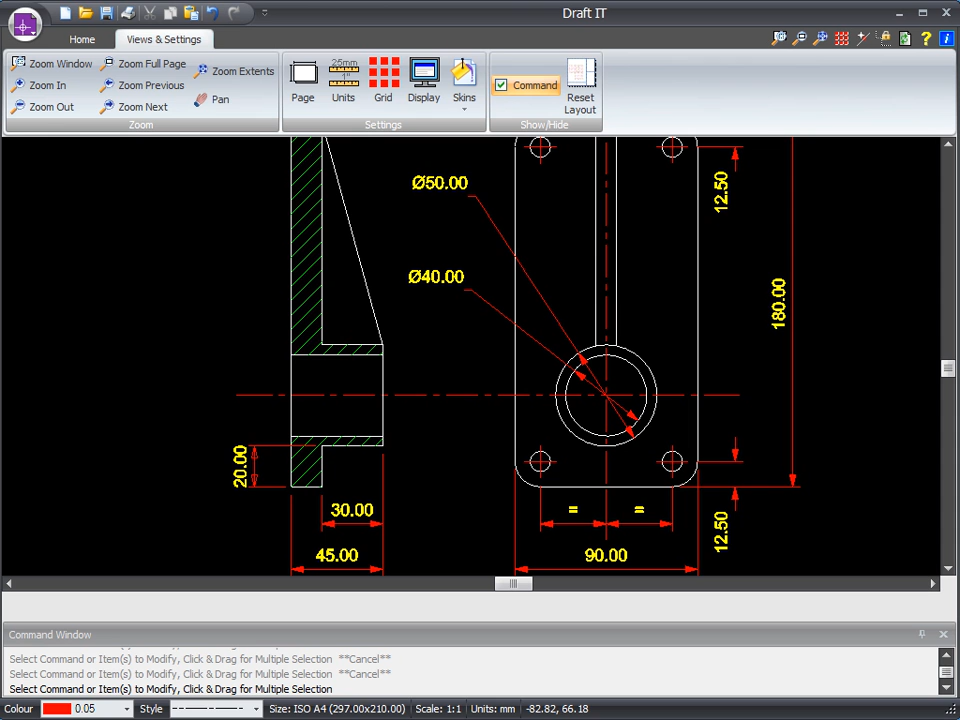 Draft IT
Home
Views & Settings
Zoom Window
Zoom In
Zoom Out
Zoom Full Page
Zoom Previous
Zoom Next
Zoom Extents
Pan
Zoom
25mm
1"
Page
Units
Grid
Display
Skins
Settings
Command
Reset
Layout
Show/Hide
Ø50.00
12.50
Ø40.00
180.00
20.00
30.00
=
=
12.50
45.00
90.00
Command Window
Select Command or Item(s) to Modify, Click & Drag for Multiple Selection **Cancel**
Select Command or Item(s) to Modify, Click & Drag for Multiple Selection **Cancel**
Select Command or Item(s) to Modify, Click & Drag for Multiple Selection
Colour 0.05 Style Size: ISO A4 (297.00x210.00) Scale: 1:1 Units: mm -82.82, 66.18